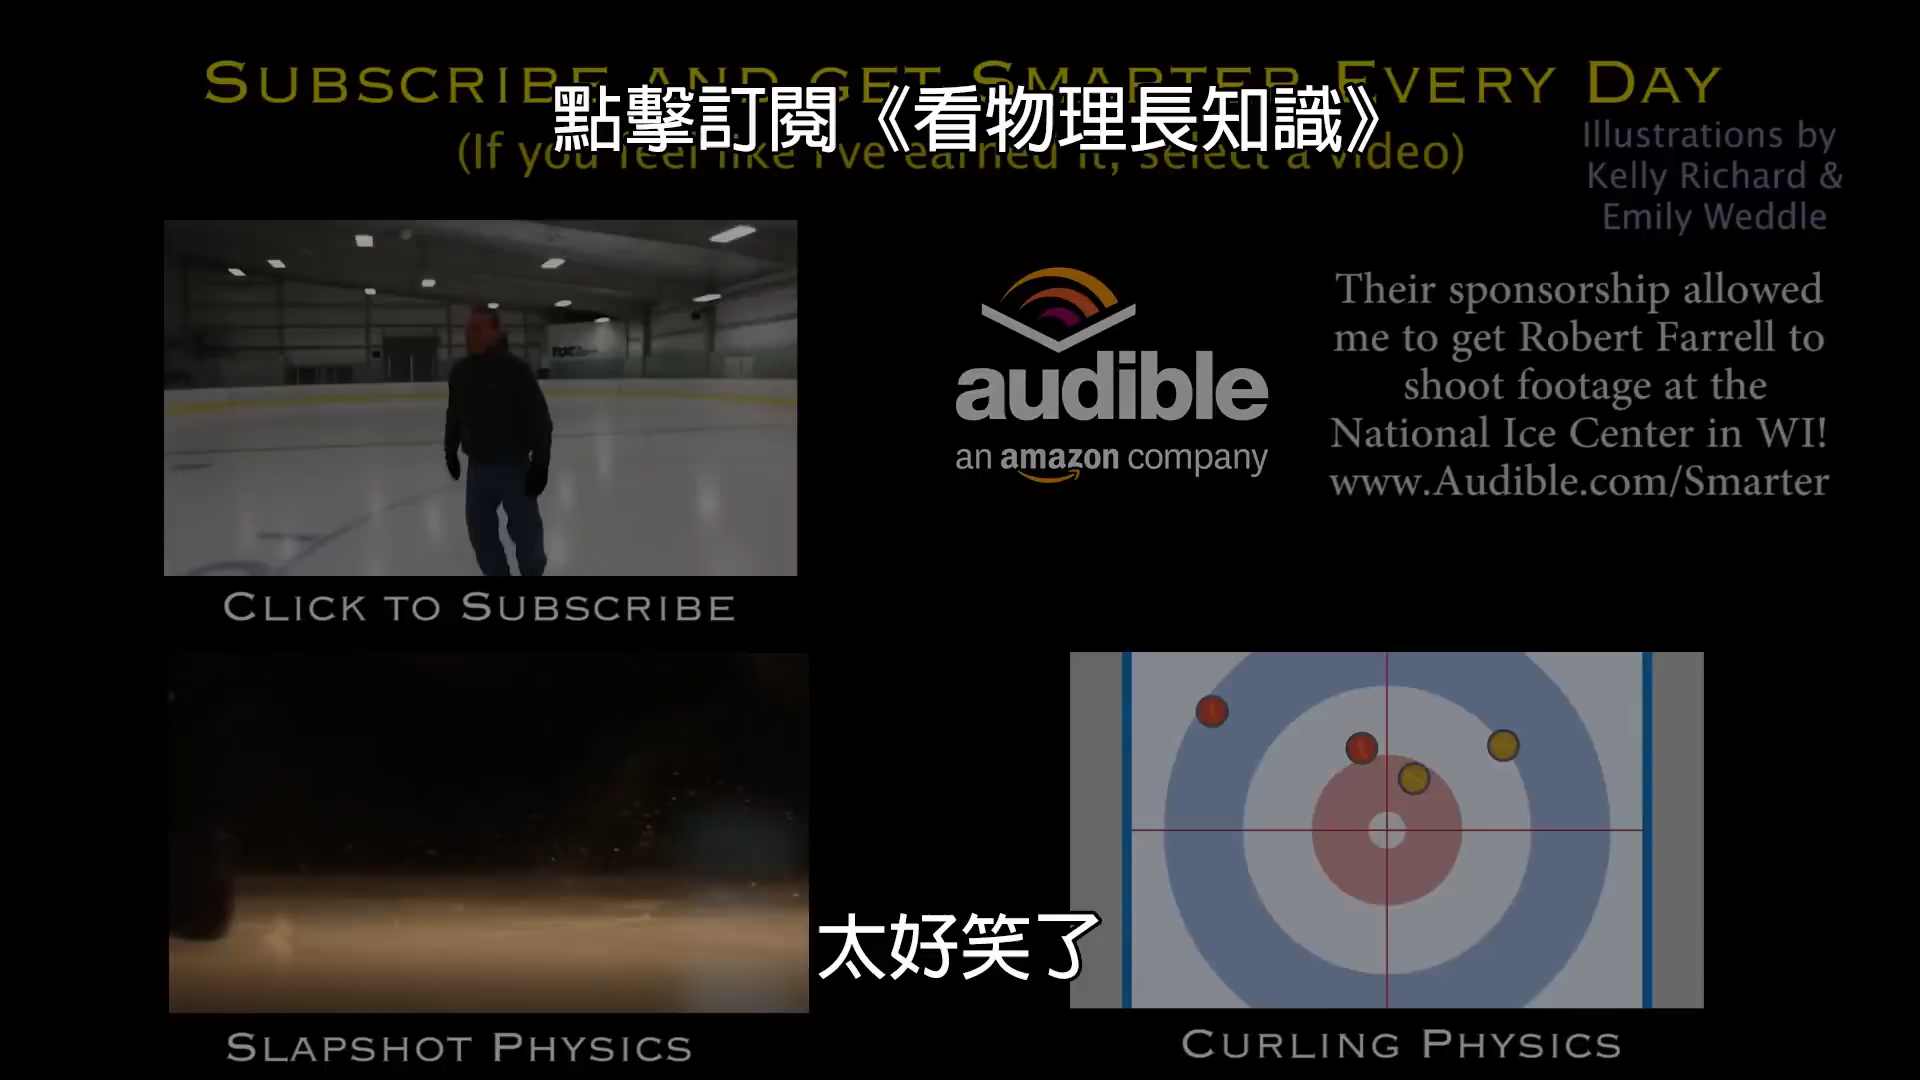 SUBSCRIBE AND GET SMARTER EVERY DAY
點擊訂閱《看物理長知識》
(If you feel like I've earned it, select a video)
Illustrations by
Kelly Richard &
Emily Weddle
audible
an amazon company
Their sponsorship allowed
me to get Robert Farrell to
shoot footage at the
National Ice Center in WI!
www.Audible.com/Smarter
CLICK TO SUBSCRIBE
太好笑了
SLAPSHOT PHYSICS
CURLING PHYSICS